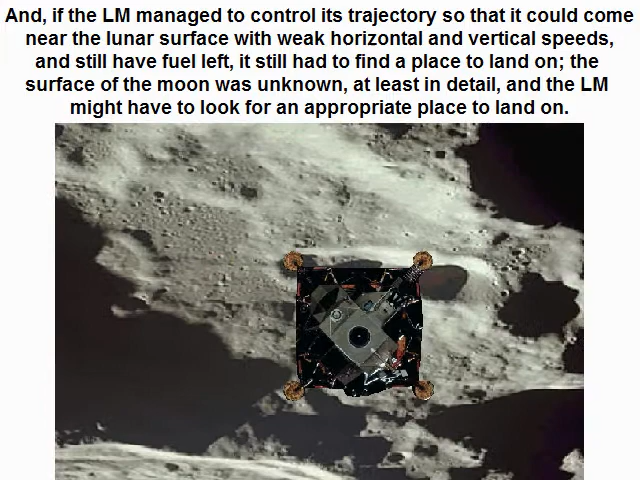 And, if the LM managed to control its trajectory so that it could come
near the lunar surface with weak horizontal and vertical speeds,
and still have fuel left, it still had to find a place to land on; the
surface of the moon was unknown, at least in detail, and the LM
might have to look for an appropriate place to land on.